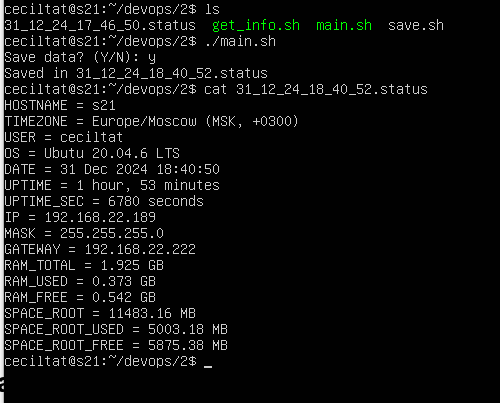 ceciltat@s21:~/devops/2$ ls
31_12_24_17_46_50.status  get_info.sh  main.sh  save.sh
ceciltat@s21:~/devops/2$ ./main.sh
Save data? (Y/N): y
Saved in 31_12_24_18_40_52.status
ceciltat@s21:~/devops/2$ cat 31_12_24_18_40_52.status
HOSTNAME = s21
TIMEZONE = Europe/Moscow (MSK, +0300)
USER = ceciltat
OS = Ubutu 20.04.6 LTS
DATE = 31 Dec 2024 18:40:50
UPTIME = 1 hour, 53 minutes
UPTIME_SEC = 6780 seconds
IP = 192.168.22.189
MASK = 255.255.255.0
GATEWAY = 192.168.22.222
RAM_TOTAL = 1.925 GB
RAM_USED = 0.373 GB
RAM_FREE = 0.542 GB
SPACE_ROOT = 11483.16 MB
SPACE_ROOT_USED = 5003.18 MB
SPACE_ROOT_FREE = 5875.38 MB
ceciltat@s21:~/devops/2$ _